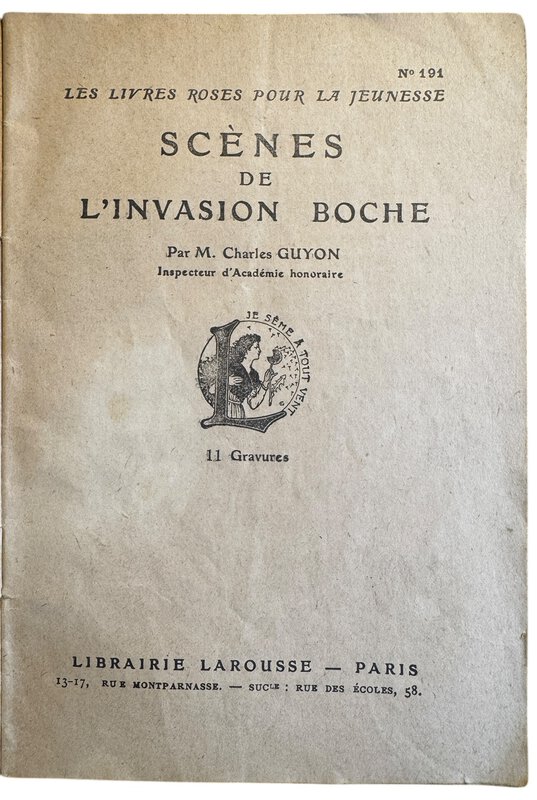 Nº 191
LES LIVRES ROSES POUR LA JEUNESSE
SCÈNES
DE
L'INVASION BOCHE
Par M. Charles GUYON
Inspecteur d'Académie honoraire
JE SÈME À TOUT VENT
L
11 Gravures
LIBRAIRIE LAROUSSE — PARIS
13-17, RUE MONTPARNASSE. — SUCLE : RUE DES ÉCOLES, 58.